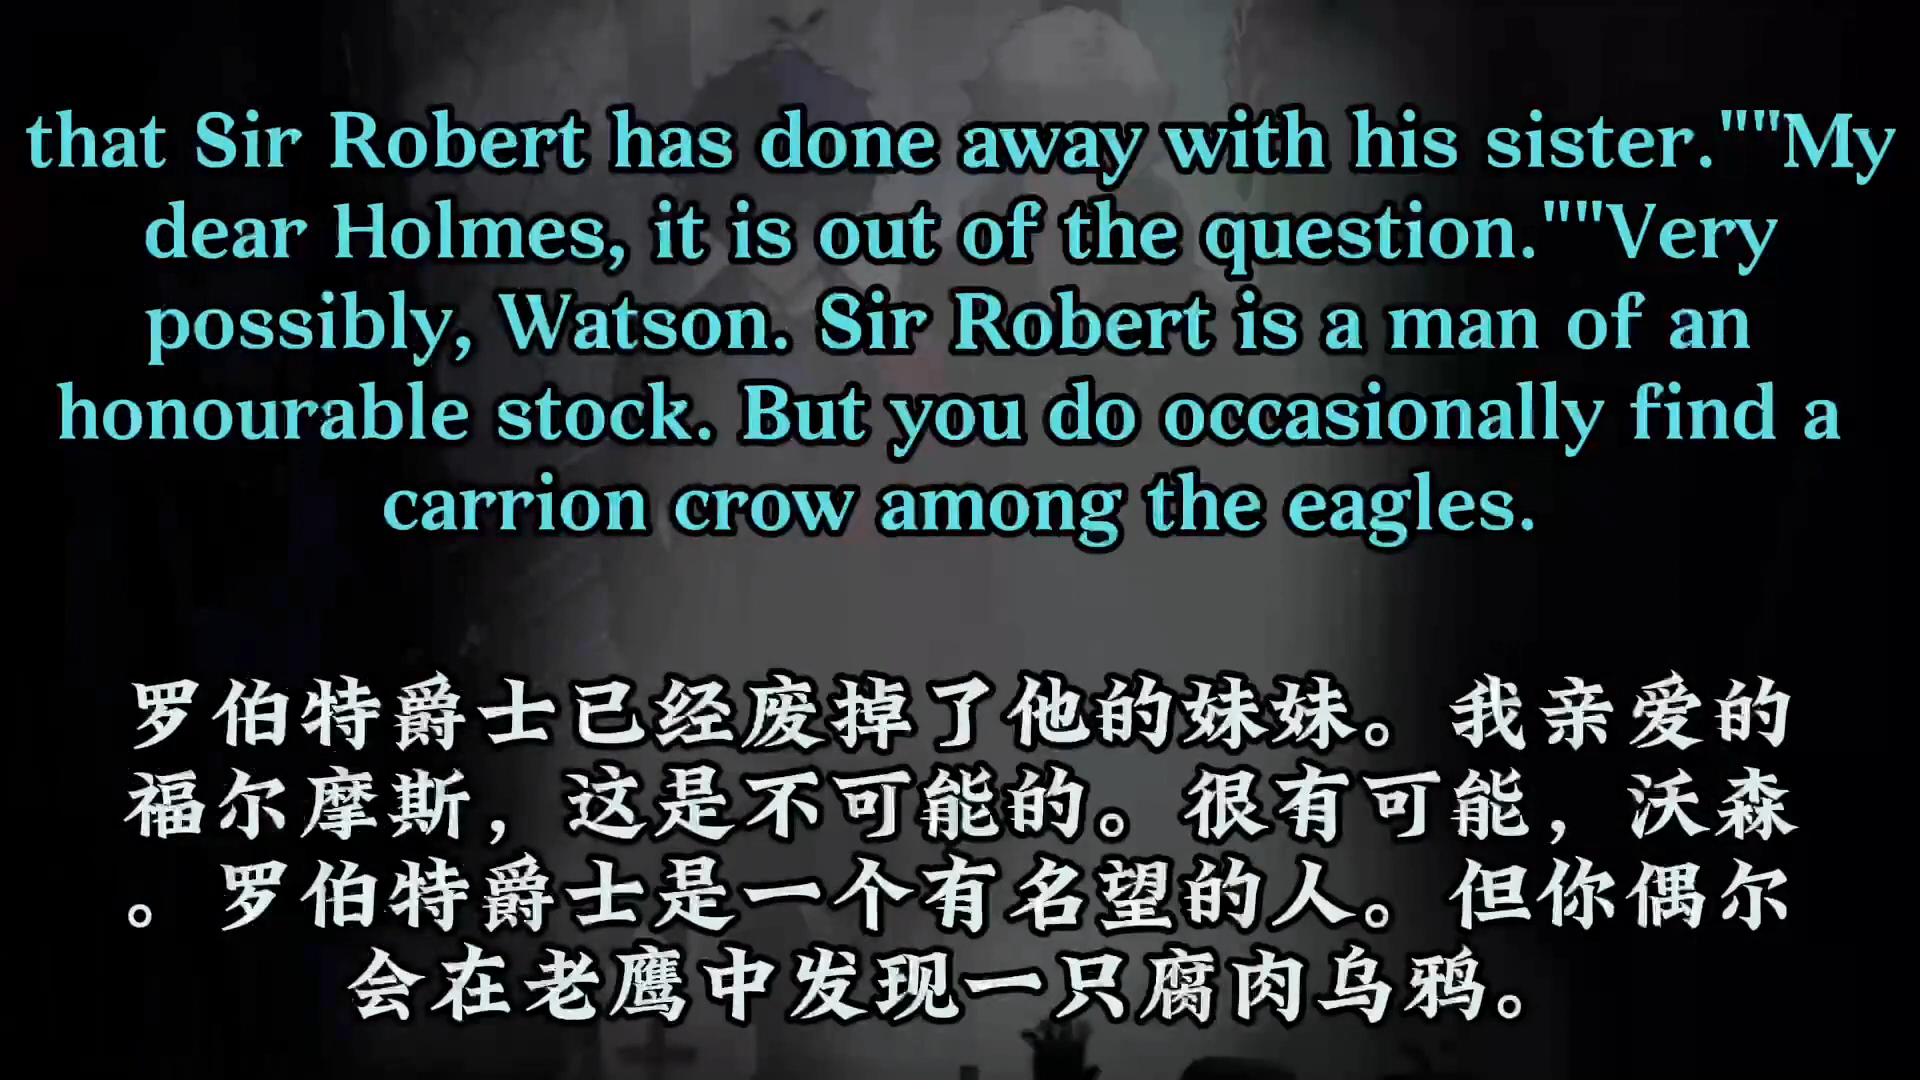 that Sir Robert has done away with his sister.""My
dear Holmes, it is out of the question.""Very
possibly, Watson. Sir Robert is a man of an
honourable stock. But you do occasionally find a
carrion crow among the eagles.
罗伯特爵士已经废掉了他的妹妹。我亲爱的
福尔摩斯，这是不可能的。很有可能，沃森
。罗伯特爵士是一个有名望的人。但你偶尔
会在老鹰中发现一只腐肉乌鸦。